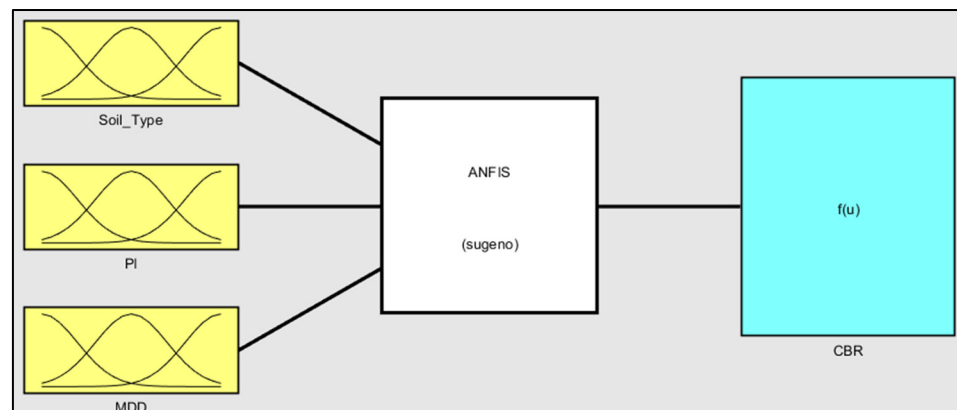 Soil_Type
PI
MDD
ANFIS
(sugeno)
f(u)
CBR